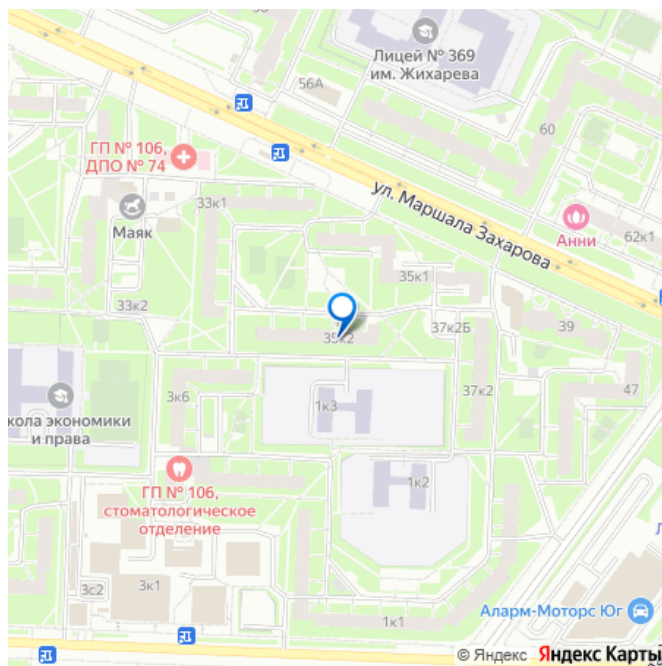 Лицей № 369
им. Жихарева
56А
60
ГП № 106,
ДПО № 74
ул. Маршала Захарова
33к1
Маяк
Анни
62к1
35к1
33к2
35к2
37к2Б
39
37к2
47
3к6
1к3
кола экономики
и права
1к2
ГП № 106,
стоматологическое
отделение
3с2
3к1
1к1
Аларм-Моторс Юг
© Яндекс Яндекс Карты